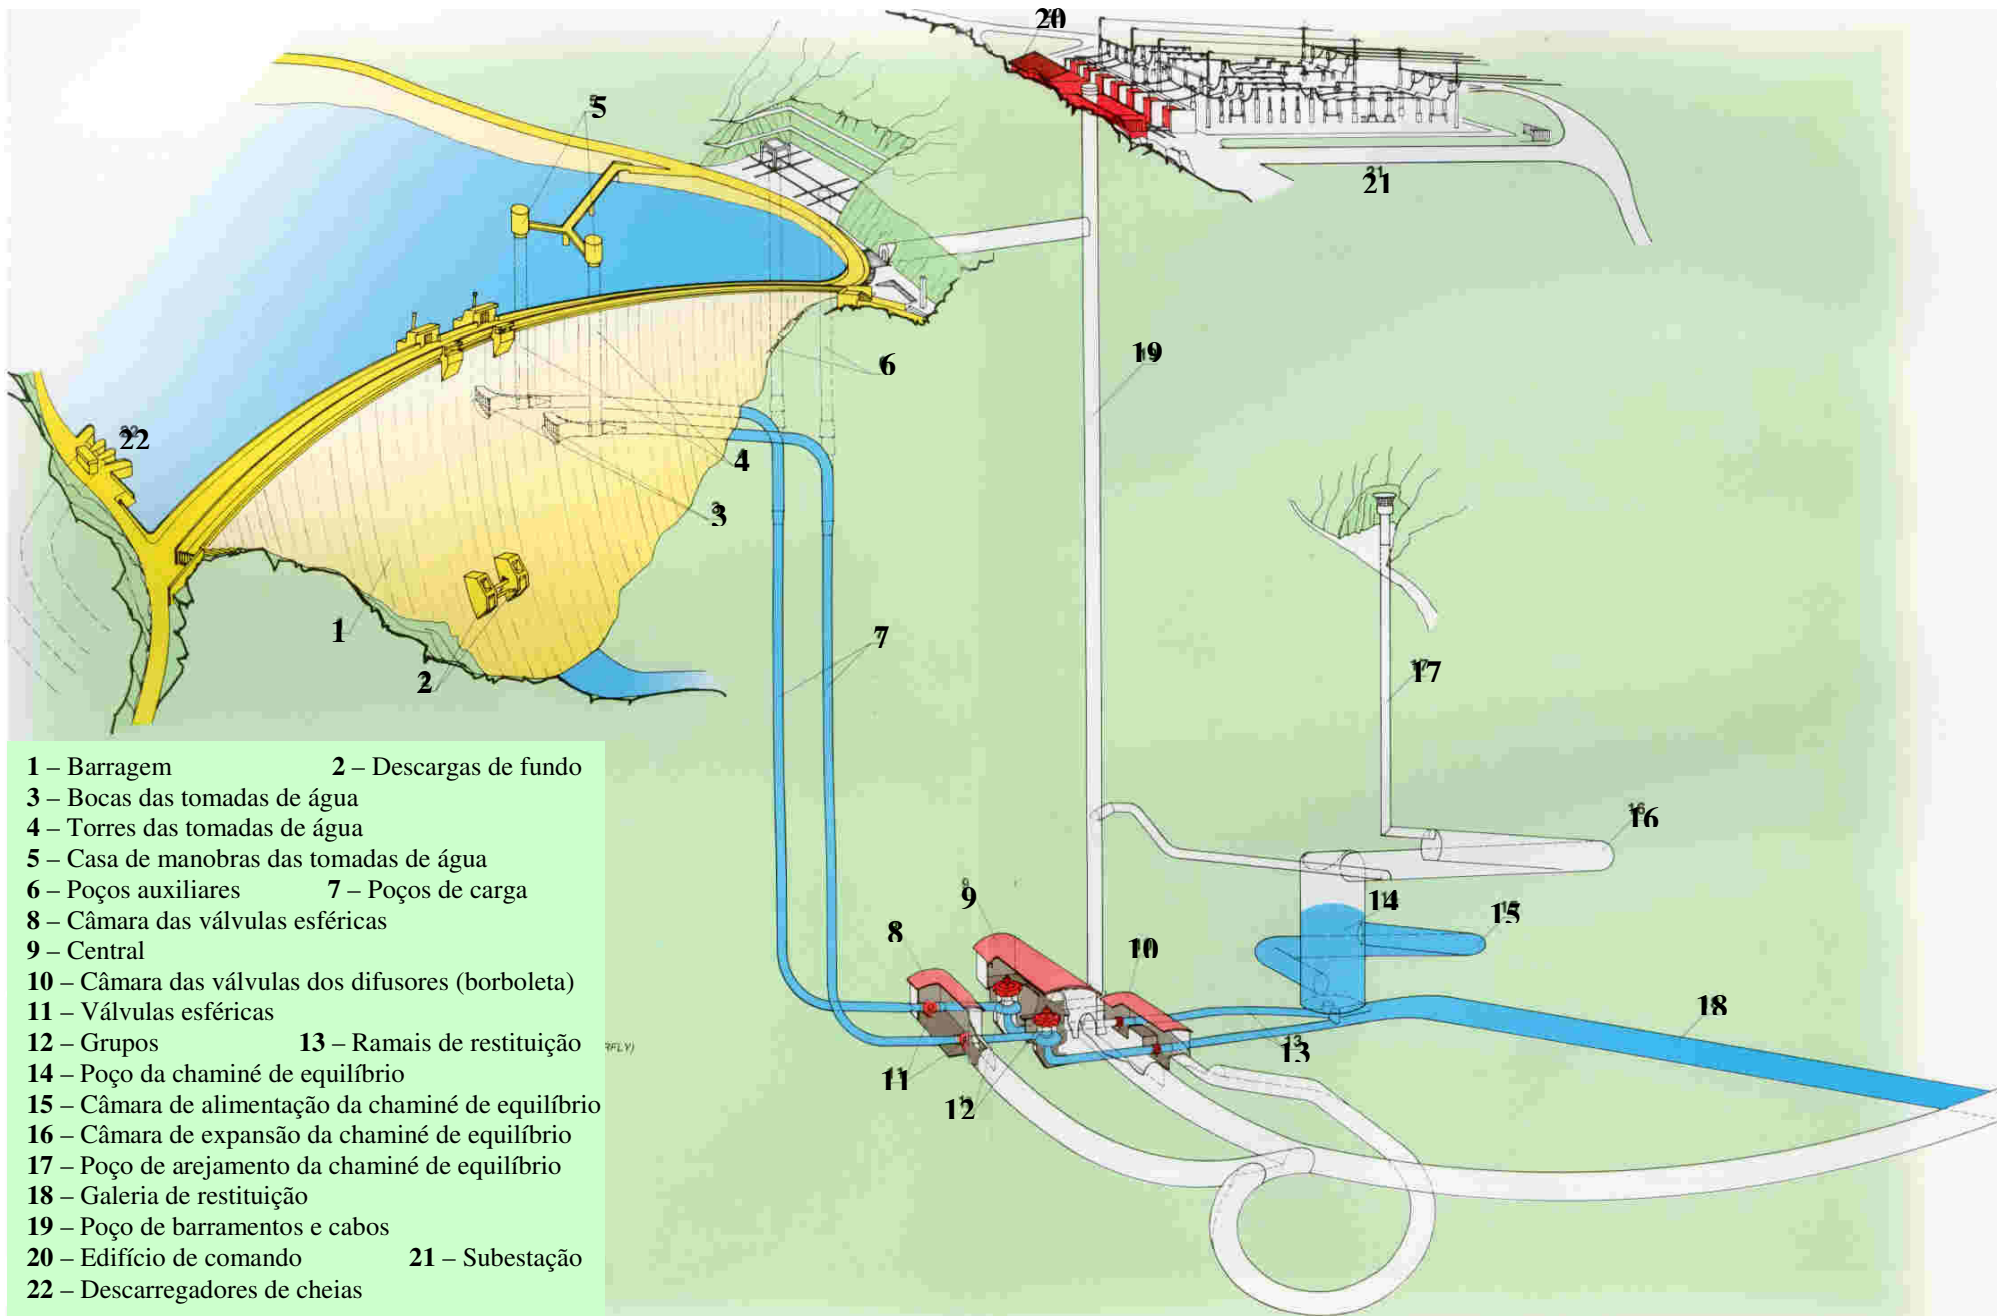 20
5
21
19
6
22
4
3
1
7
2
17
16
14
15
9
8
10
18
13
11
12
RFLY)
1 – Barragem 2 – Descargas de fundo
3 – Bocas das tomadas de água
4 – Torres das tomadas de água
5 – Casa de manobras das tomadas de água
6 – Poços auxiliares 7 – Poços de carga
8 – Câmara das válvulas esféricas
9 – Central
10 – Câmara das válvulas dos difusores (borboleta)
11 – Válvulas esféricas
12 – Grupos 13 – Ramais de restituição
14 – Poço da chaminé de equilíbrio
15 – Câmara de alimentação da chaminé de equilíbrio
16 – Câmara de expansão da chaminé de equilíbrio
17 – Poço de arejamento da chaminé de equilíbrio
18 – Galeria de restituição
19 – Poço de barramentos e cabos
20 – Edifício de comando 21 – Subestação
22 – Descarregadores de cheias